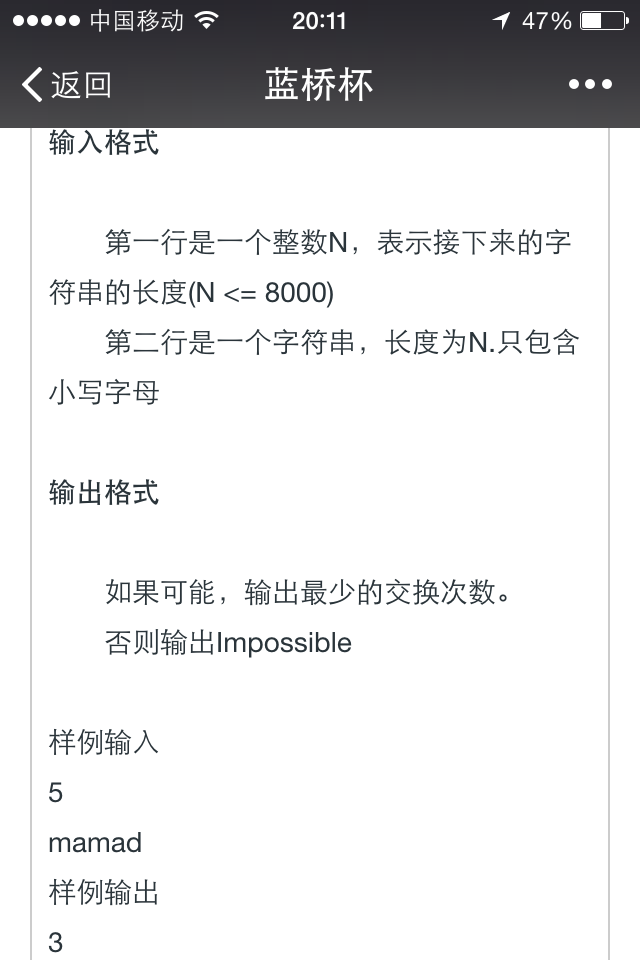 中国移动 20:11 47%
返回 蓝桥杯
输入格式
第一行是一个整数N，表示接下来的字
符串的长度(N <= 8000)
第二行是一个字符串，长度为N.只包含
小写字母
输出格式
如果可能，输出最少的交换次数。
否则输出Impossible
样例输入
5
mamad
样例输出
3